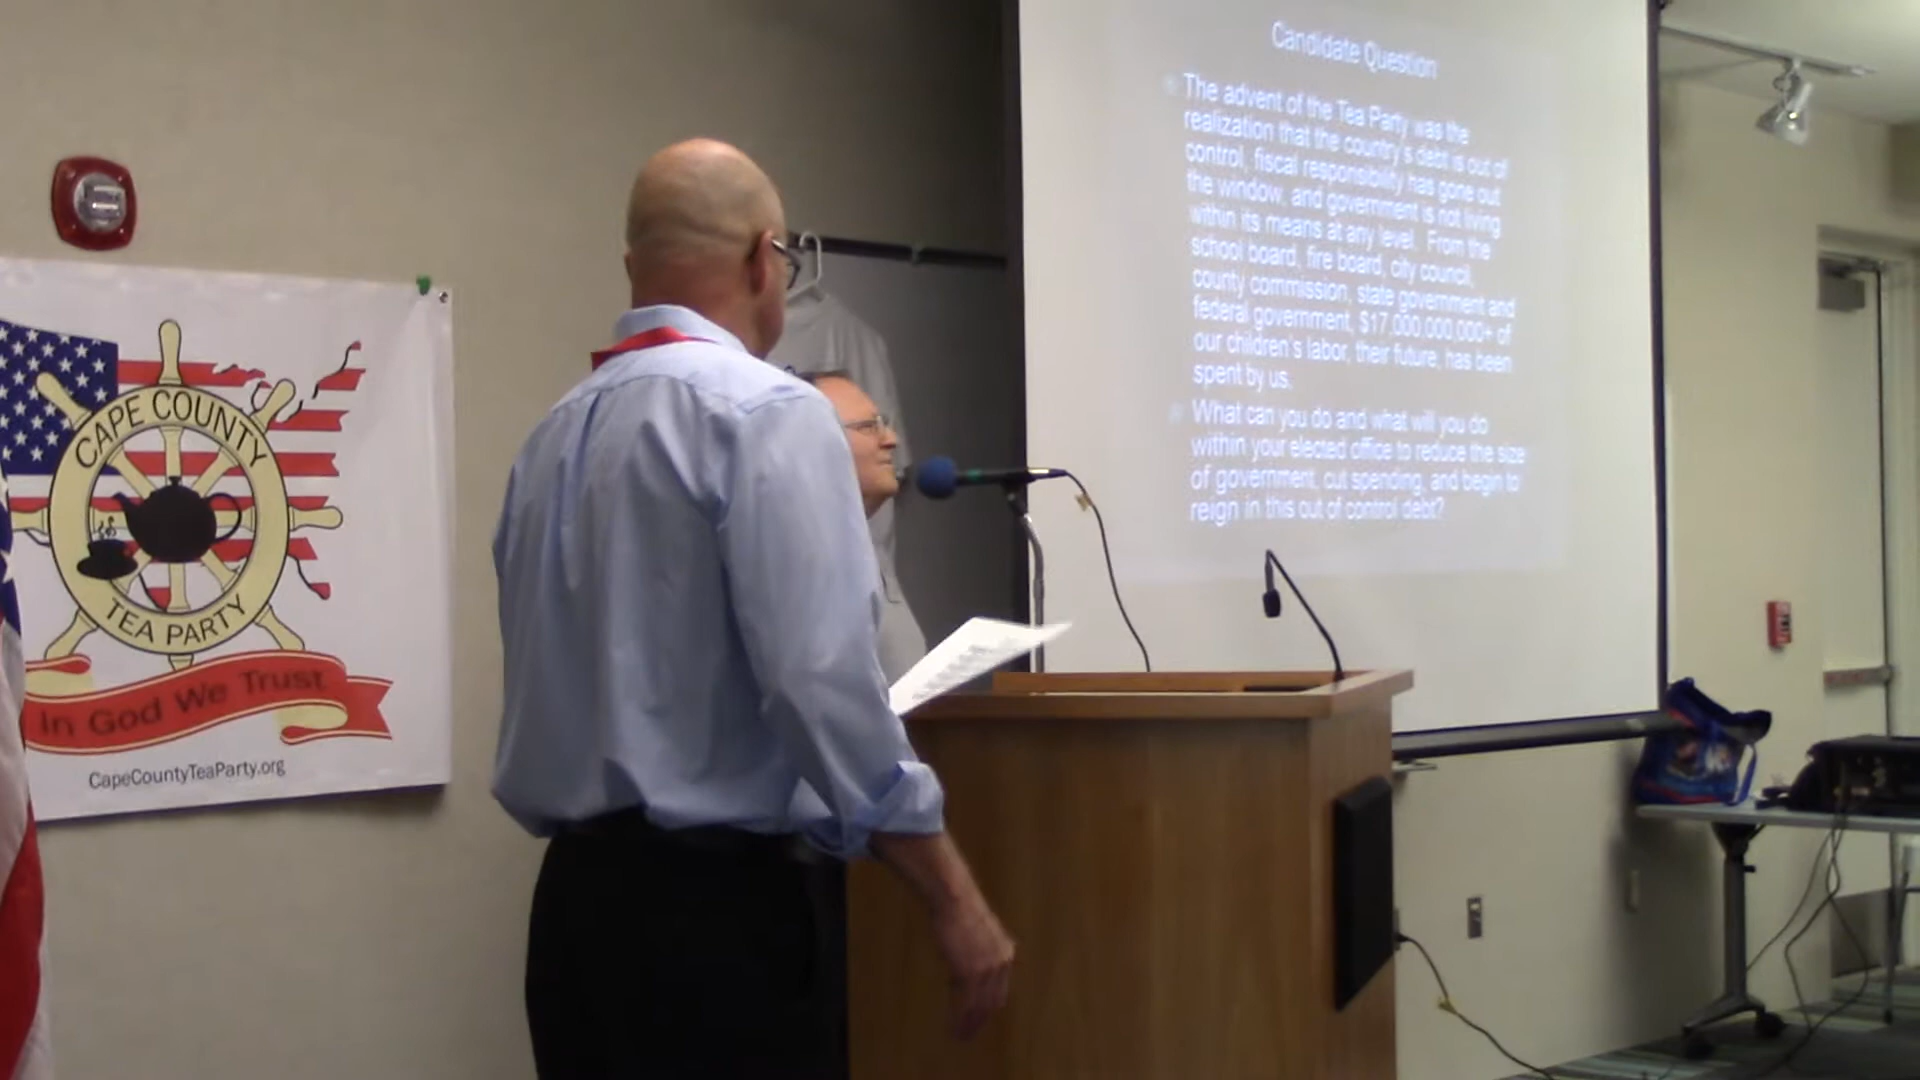 CAPE COUNTY
TEA PARTY
In God We Trust
CapeCountyTeaParty.org
Candidate Question
The advent of the Tea Party was the
realization that the country's debt is out of
control, fiscal responsibility has gone out
the window, and government is not living
within its means at any level. From the
school board, fire board, city council,
county commission, state government and
federal government, $17,000,000,000+ of
our children's labor, their future, has been
spent by us.
What can you do and what will you do
within your elected office to reduce the size
of government, cut spending, and begin to
reign in this out of control debt?